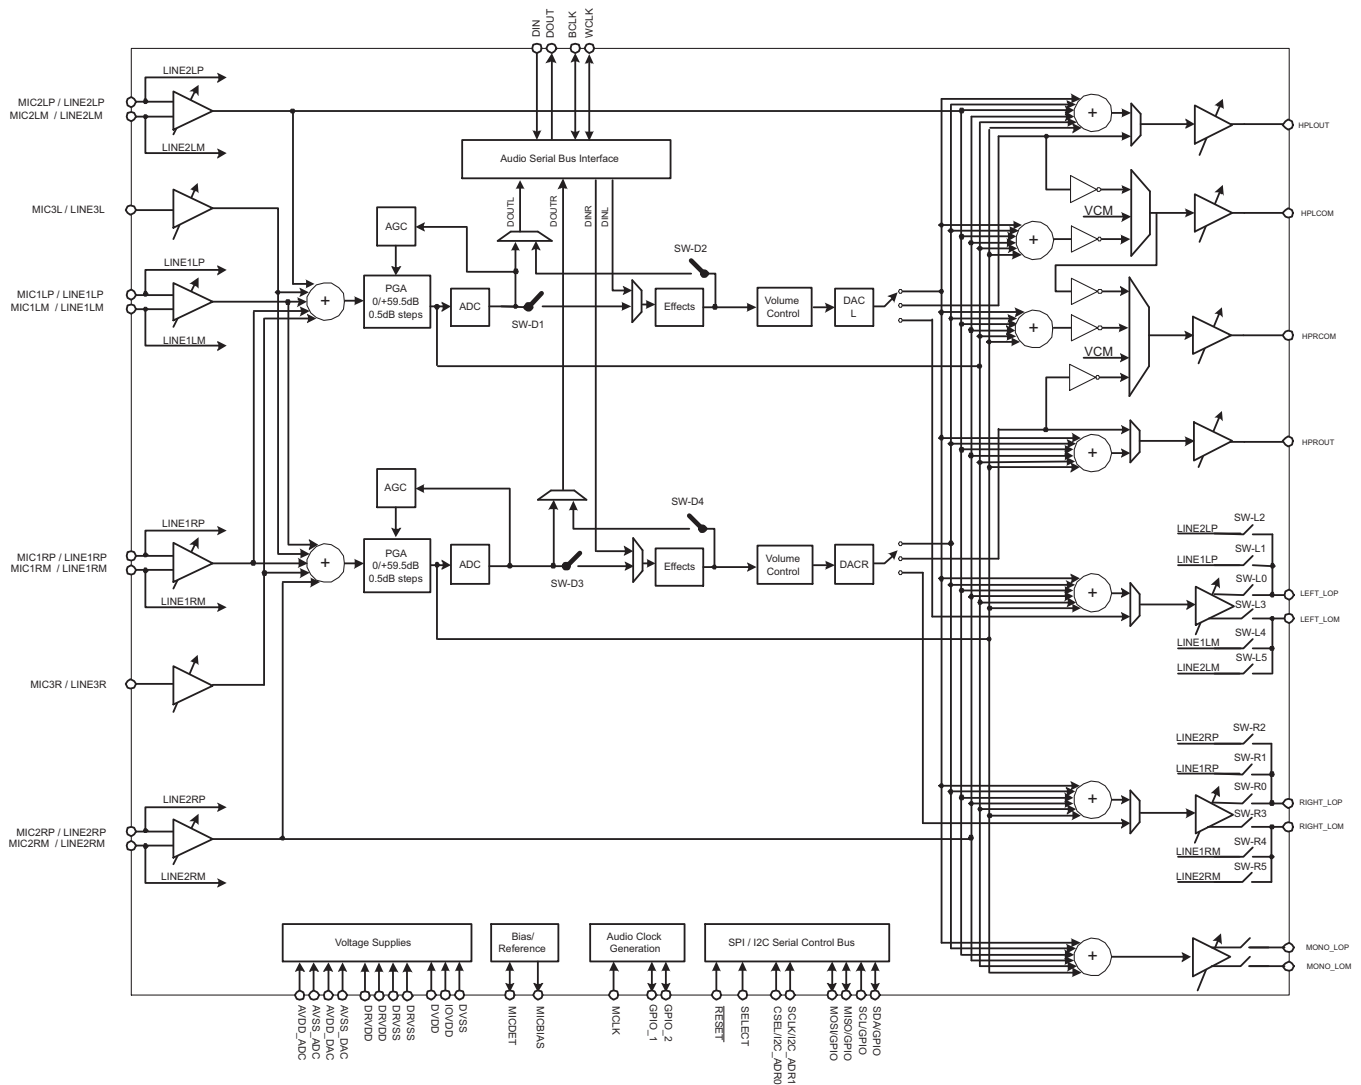 DIN
DOUT
BCLK
WCLK
LINE2LP
MIC2LP / LINE2LP
MIC2LM / LINE2LM
LINE2LM
+
HPLOUT
Audio Serial Bus Interface
MIC3L / LINE3L
AGC
DOUTL
DOUTR
DINR
DINL
SW-D2
VCM
HPLCOM
+
LINE1LP
MIC1LP / LINE1LP
MIC1LM / LINE1LM
LINE1LM
+
PGA
0/+59.5dB
0.5dB steps
ADC
SW-D1
Effects
Volume
Control
DAC
L
+
VCM
HPRCOM
+
HPROUT
AGC
SW-D4
LINE1RP
MIC1RP / LINE1RP
MIC1RM / LINE1RM
LINE1RM
+
PGA
0/+59.5dB
0.5dB steps
ADC
SW-D3
Effects
Volume
Control
DACR
+
LINE2LP
SW-L2
LINE1LP
SW-L1
SW-L0
LEFT_LOP
SW-L3
LEFT_LOM
LINE1LM
SW-L4
LINE2LM
SW-L5
MIC3R / LINE3R
LINE2RP
SW-R2
LINE1RP
SW-R1
SW-R0
RIGHT_LOP
+
SW-R3
RIGHT_LOM
LINE1RM
SW-R4
LINE2RM
SW-R5
LINE2RP
MIC2RP / LINE2RP
MIC2RM / LINE2RM
LINE2RM
Voltage Supplies
Bias/
Reference
Audio Clock
Generation
SPI / I2C Serial Control Bus
+
MONO_LOP
MONO_LOM
AVDD_ADC
AVSS_ADC
AVDD_DAC
AVSS_DAC
DRVDD
DRVDD
DRVSS
DRVSS
DVDD
IOVDD
DVSS
MICDET
MICBIAS
MCLK
GPIO_1
GPIO_2
RESET
SELECT
CSEL/I2C_ADR0
SCLK/I2C_ADR1
MOSI/GPIO
MISO/GPIO
SCL/GPIO
SDA/GPIO